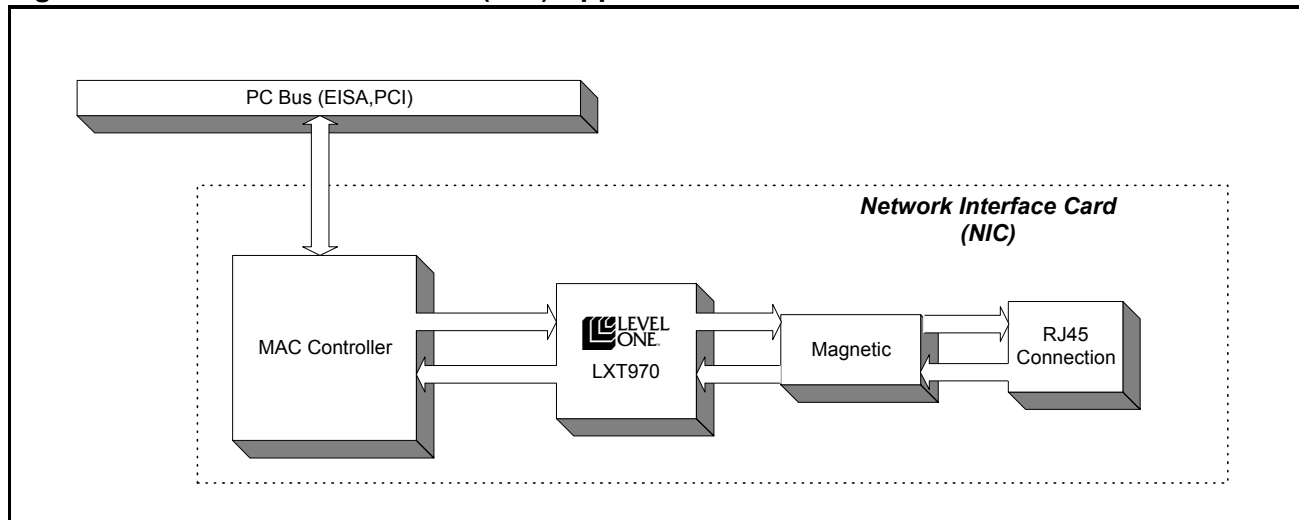 PC Bus (EISA,PCI)
Network Interface Card
(NIC)
MAC Controller
LEVEL
ONE
LXT970
Magnetic
RJ45
Connection